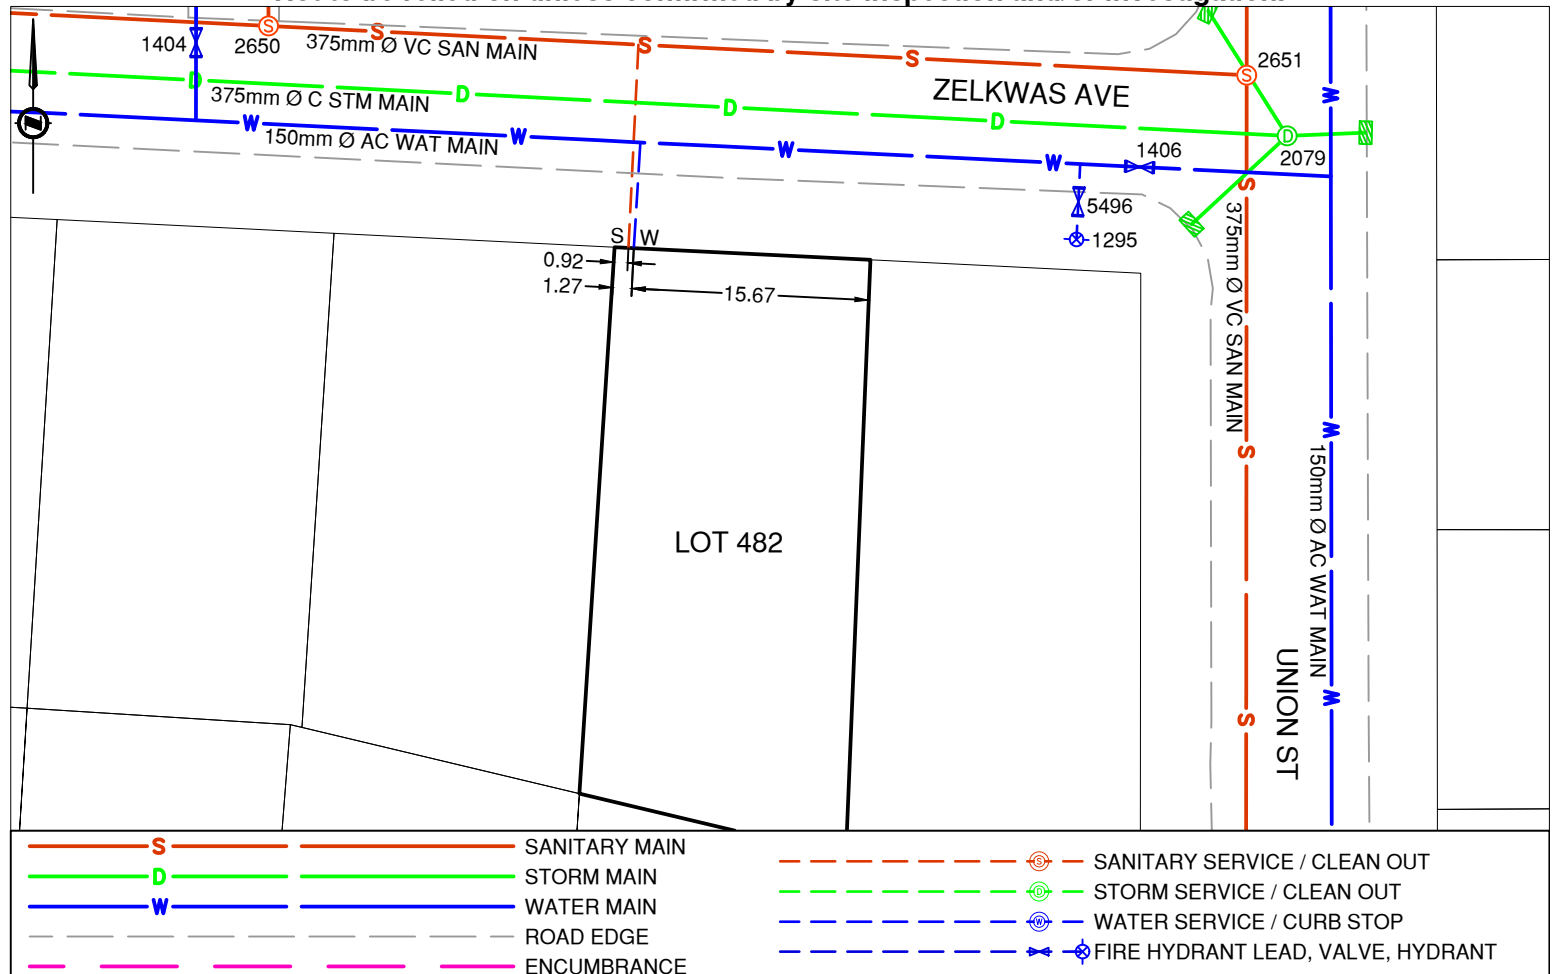 1404
S
2650
S
375mm Ø VC SAN MAIN
S
S
S
2651
W
D
375mm Ø C STM MAIN
D
D
ZELKWAS AVE
D
D
2079
W
150mm Ø AC WAT MAIN
W
W
W
1406
S
5496
1295
S W
0.92
1.27
15.67
375mm Ø VC SAN MAIN
LOT 482
S
W
150mm Ø AC WAT MAIN
UNION ST
S
W
S SANITARY MAIN
D STORM MAIN
W WATER MAIN
ROAD EDGE
ENCUMBRANCE
S SANITARY SERVICE / CLEAN OUT
D STORM SERVICE / CLEAN OUT
W WATER SERVICE / CURB STOP
FIRE HYDRANT LEAD, VALVE, HYDRANT